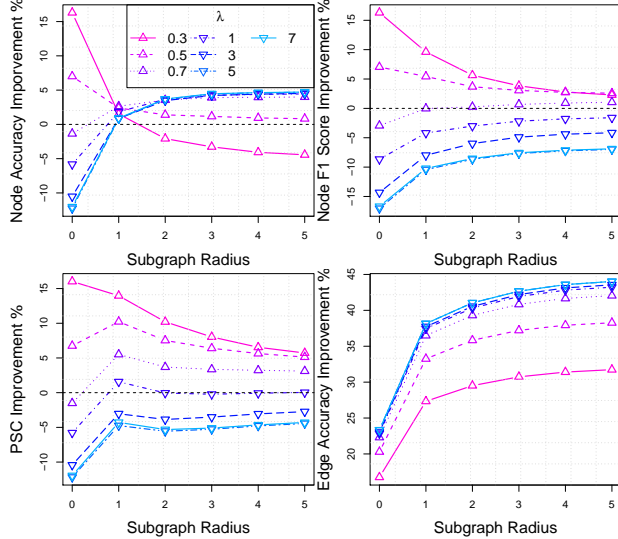 Node Accuracy Imporvement %
15
10
5
0
-5
-10
λ
0.3 1 7
0.5 3
0.7 5
0 1 2 3 4 5
Subgraph Radius
Node F1 Score Improvement %
15
10
5
0
-5
-10
-15
0 1 2 3 4 5
Subgraph Radius
PSC Improvement %
15
10
5
0
-5
-10
0 1 2 3 4 5
Subgraph Radius
Edge Accuracy Improvement %
45
40
35
30
25
20
0 1 2 3 4 5
Subgraph Radius